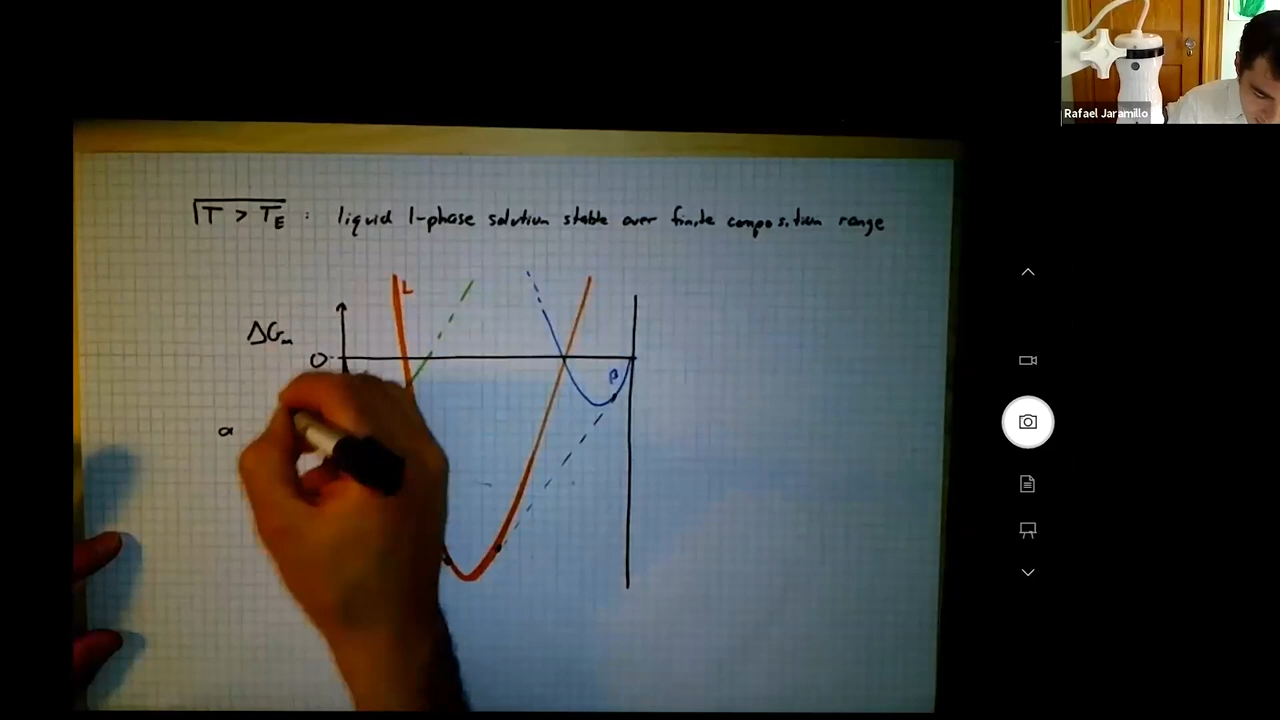 T > T_E : liquid 1-phase solution stable over finite composition range
L
ΔG_m
0
β
α
Rafael Jaramillo